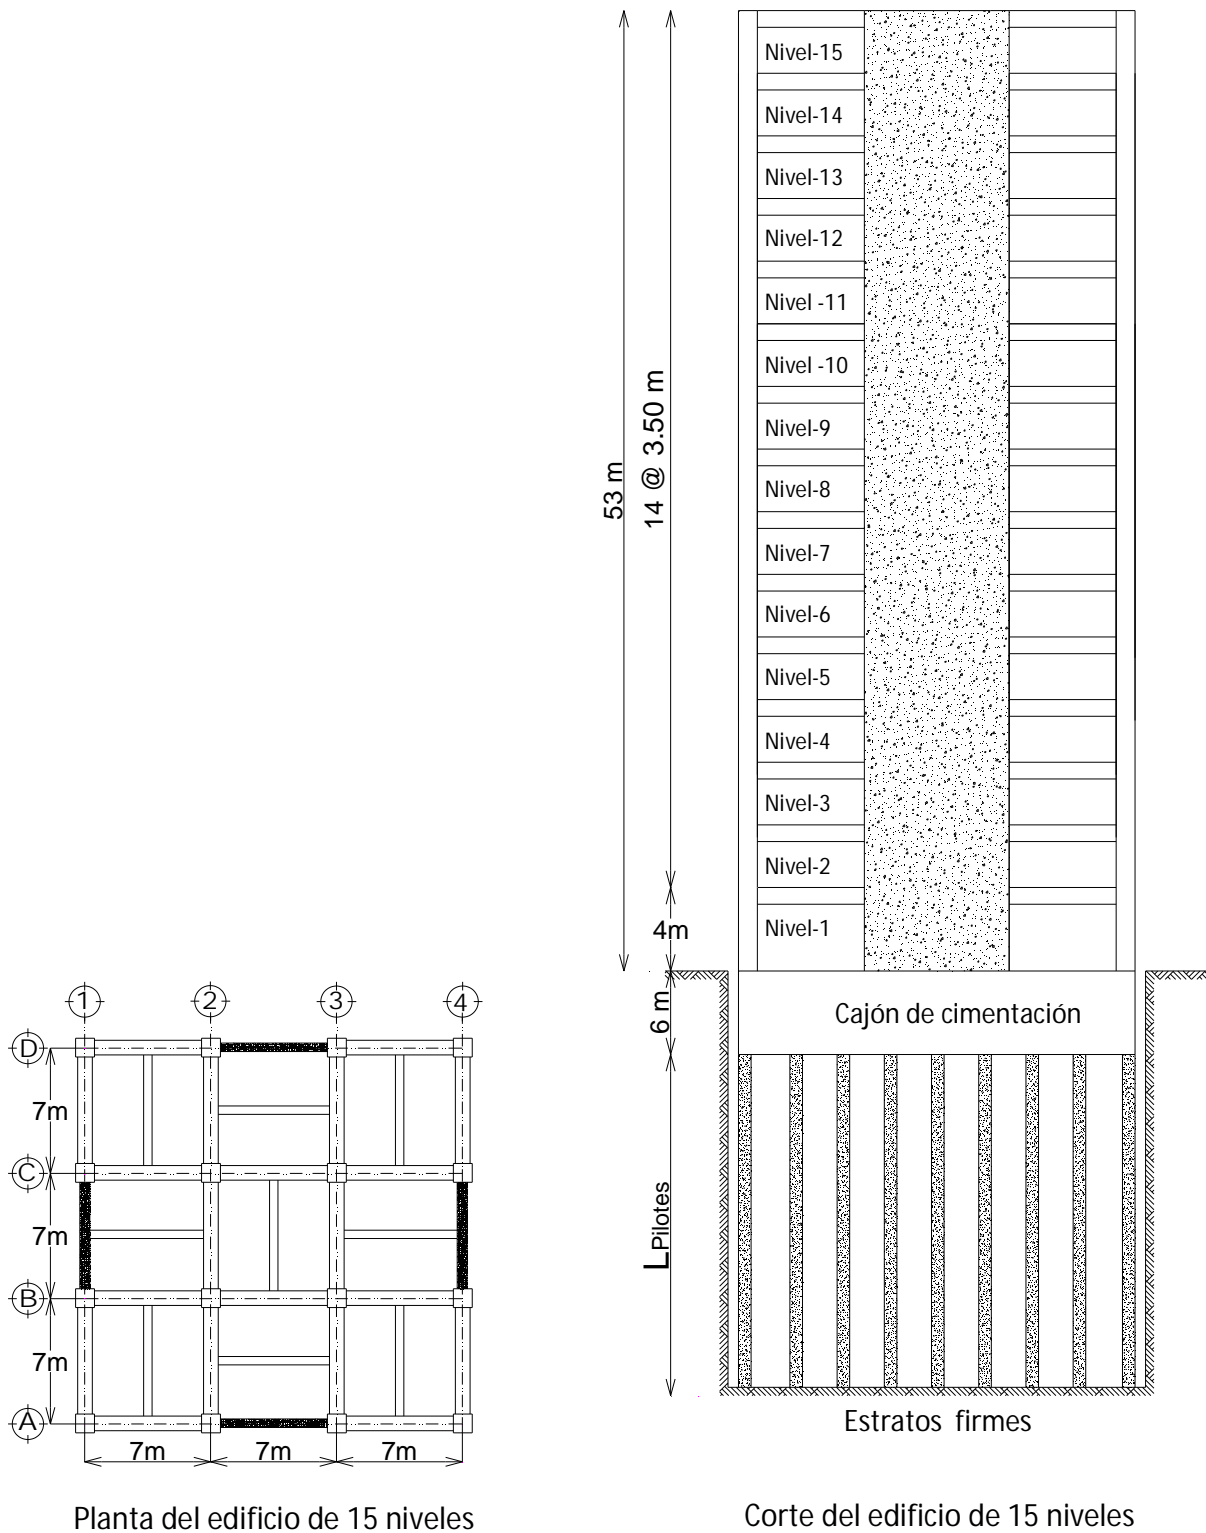 Nivel-15
Nivel-14
Nivel-13
Nivel-12
Nivel -11
Nivel -10
Nivel-9
Nivel-8
Nivel-7
Nivel-6
Nivel-5
Nivel-4
Nivel-3
Nivel-2
Nivel-1
53 m
14 @ 3.50 m
4m
6 m
Cajón de cimentación
LPilotes
Estratos firmes
Corte del edificio de 15 niveles
1 2 3 4
D
7m
C
7m
B
7m
A
7m 7m 7m
Planta del edificio de 15 niveles